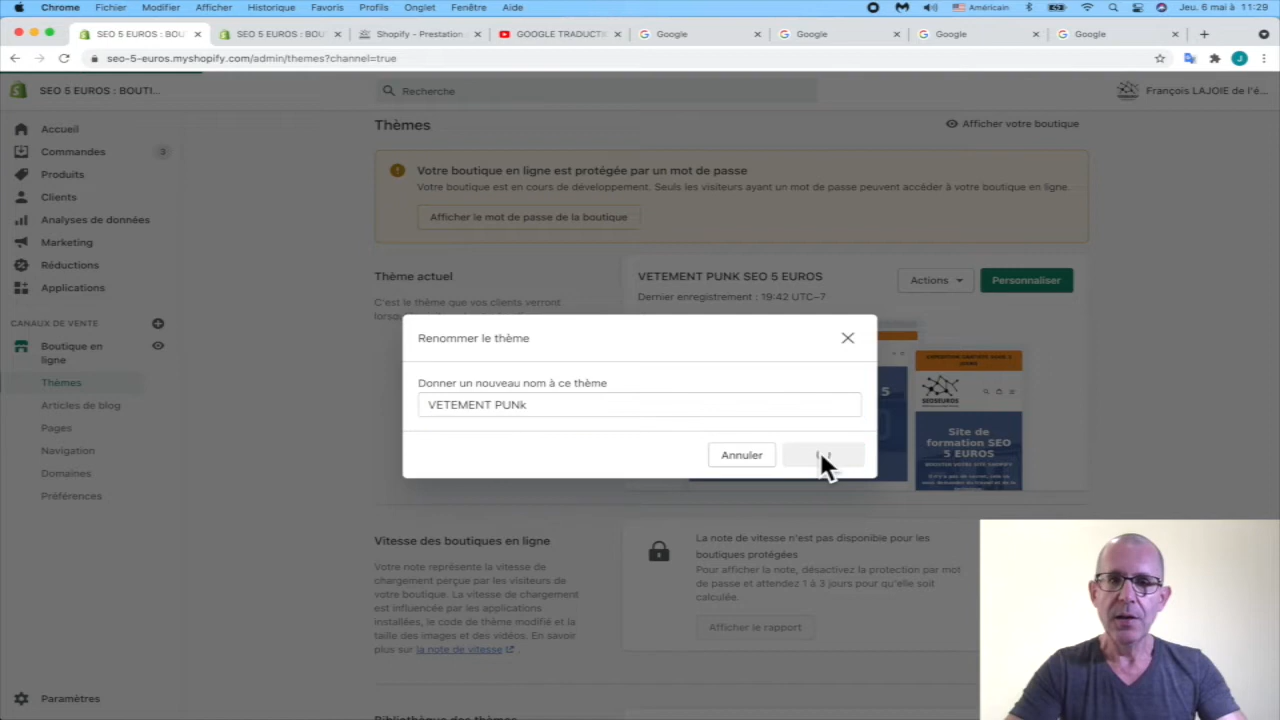 Chrome Fichier Modifier Afficher Historique Favoris Profils Onglet Fenêtre Aide Américain Jeu. 6 mai à 11:29
SEO 5 EUROS : BOU SEO 5 EUROS : BOU Shopify - Prestation GOOGLE TRADUCTI Google Google Google Google
seo-5-euros.myshopify.com/admin/themes?channel=true J
SEO 5 EUROS : BOUTI... Recherche François LAJOIE de l'é...
Thèmes Afficher votre boutique
Accueil
Commandes 3
Produits
Clients
Analyses de données
Marketing
Réductions
Applications
CANAUX DE VENTE
Boutique en
ligne
Thèmes
Articles de blog
Pages
Navigation
Domaines
Préférences
Paramètres
Votre boutique en ligne est protégée par un mot de passe
Votre boutique est en cours de développement. Seuls les visiteurs ayant un mot de passe peuvent accéder à votre boutique en ligne.
Afficher le mot de passe de la boutique
Thème actuel
C'est le thème que vos clients verront
VETEMENT PUNK SEO 5 EUROS
Dernier enregistrement : 19:42 UTC−7
Actions
Personnaliser
Renommer le thème
Donner un nouveau nom à ce thème
VETEMENT PUNk
Annuler
SEO5EUROS
Site de
formation SEO
5 EUROS
Vitesse des boutiques en ligne
Votre note représente la vitesse de
chargement perçue par les visiteurs de
votre boutique. La vitesse de chargement
est influencée par les applications
installées, le code de thème modifié et la
taille des images et des vidéos. En savoir
plus sur la note de vitesse .
La note de vitesse n'est pas disponible pour les
boutiques protégées
Pour afficher la note, désactivez la protection par mot
de passe et attendez 1 à 3 jours pour qu'elle soit
calculée.
Afficher le rapport
Bibliothèque des thèmes